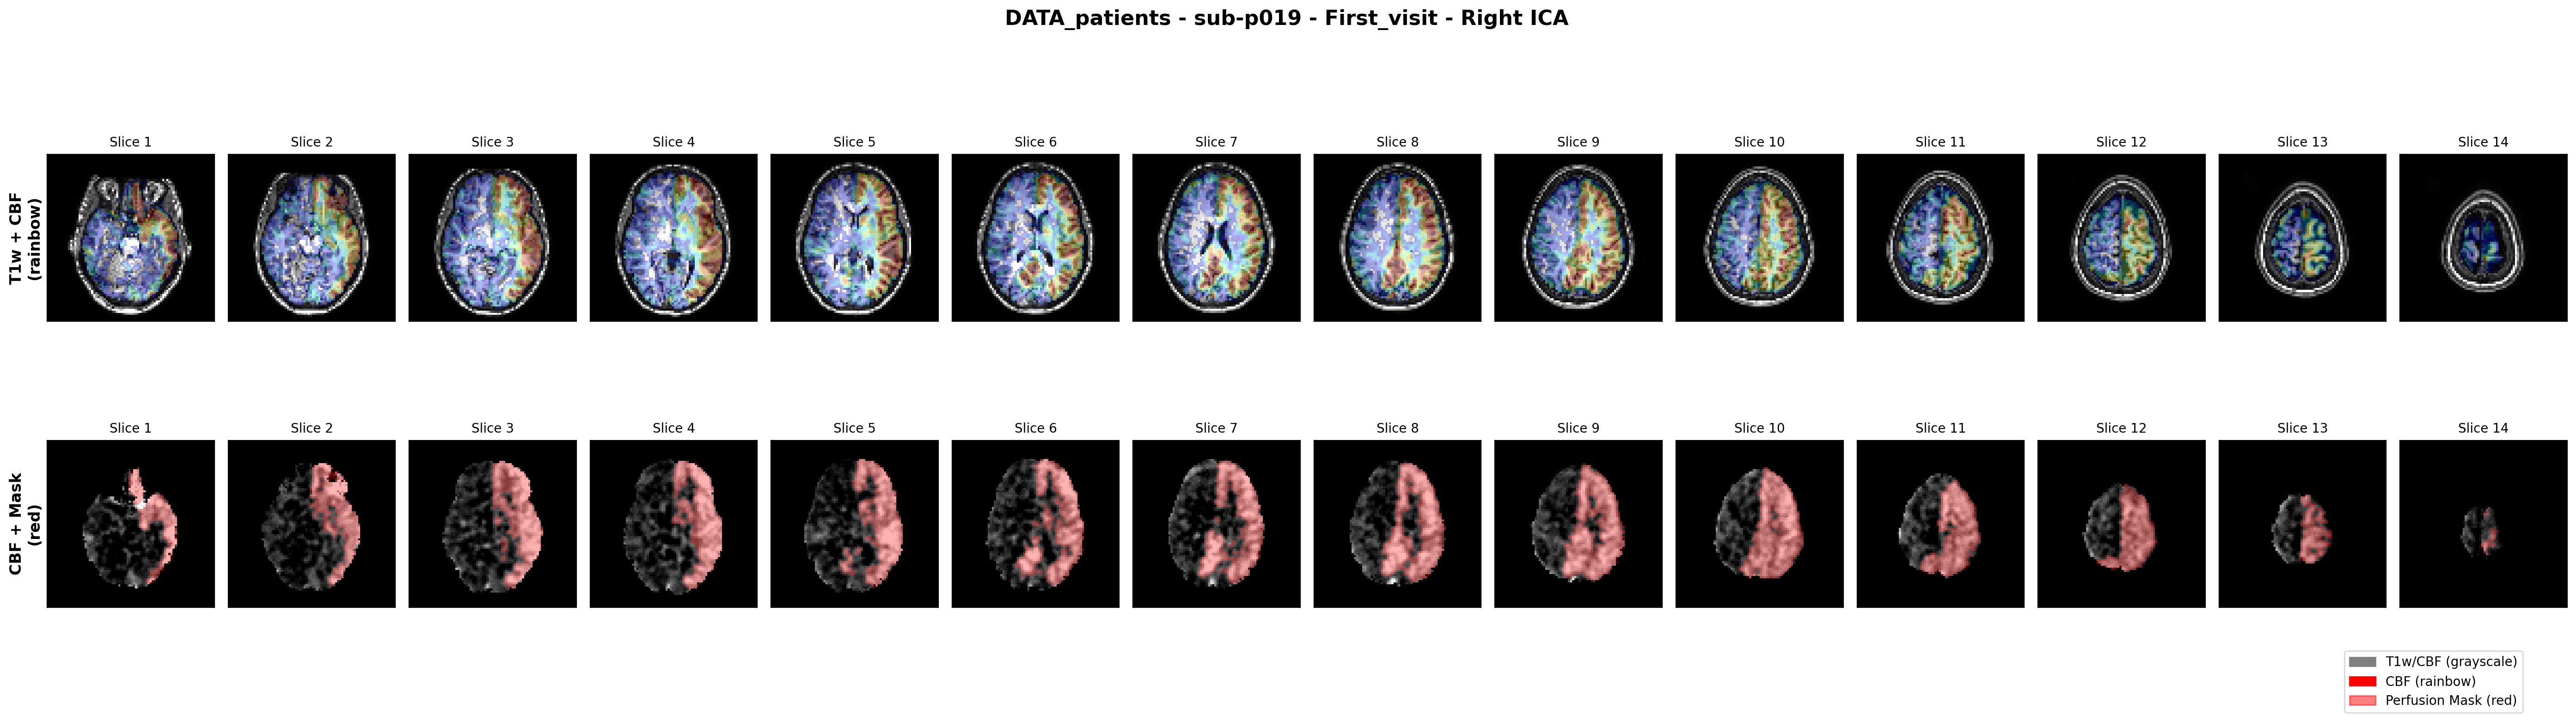 DATA_patients - sub-p019 - First_visit - Right ICA
Slice 1 Slice 2 Slice 3 Slice 4 Slice 5 Slice 6 Slice 7 Slice 8 Slice 9 Slice 10 Slice 11 Slice 12 Slice 13 Slice 14
T1w + CBF
(rainbow)
Slice 1 Slice 2 Slice 3 Slice 4 Slice 5 Slice 6 Slice 7 Slice 8 Slice 9 Slice 10 Slice 11 Slice 12 Slice 13 Slice 14
CBF + Mask
(red)
T1w/CBF (grayscale)
CBF (rainbow)
Perfusion Mask (red)